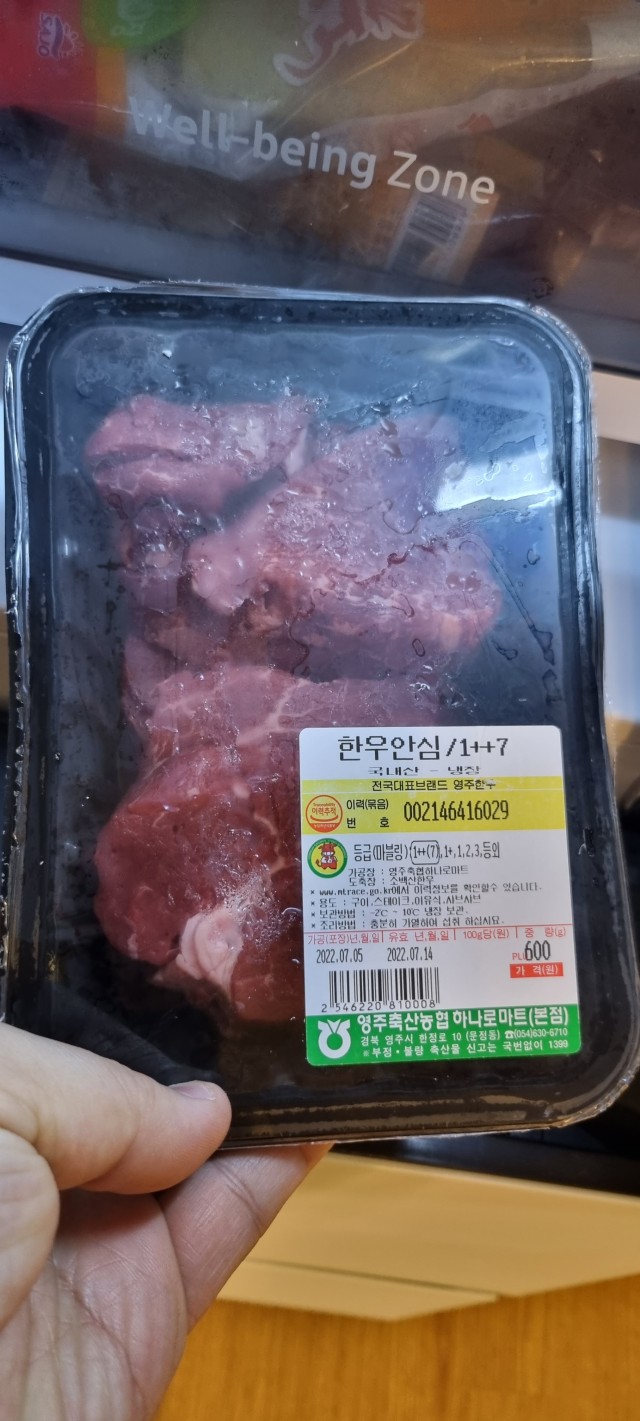 Well-being Zone
한우안심/1++7
국내산 - 냉장
전국대표브랜드 영주한우
이력추적
이력(묶음)
번 호
002146416029
등급(마블링) 1++(7), 1+, 1, 2, 3, 등외
가공장 : 영주축협하나로마트
도축장 : 소백산한우
* www.mtrace.go.kr에서 이력정보를 확인할수 있습니다.
* 용도 : 구이,스테이크,이유식,샤브샤브
* 보관방법 : -2℃ ~ 10℃ 냉장 보관.
* 조리방법 : 충분히 가열하여 섭취 하십시요.
가공(포장)년,월,일 유효 년,월,일 100g당(원) 중 량(g)
2022.07.05 2022.07.14 600
가 격(원)
2 546220 810008
영주축산농협 하나로마트(본점)
경북 영주시 한정로 10 (문정동) ☎(054)630-6710
※부정·불량 축산물 신고는 국번없이 1399